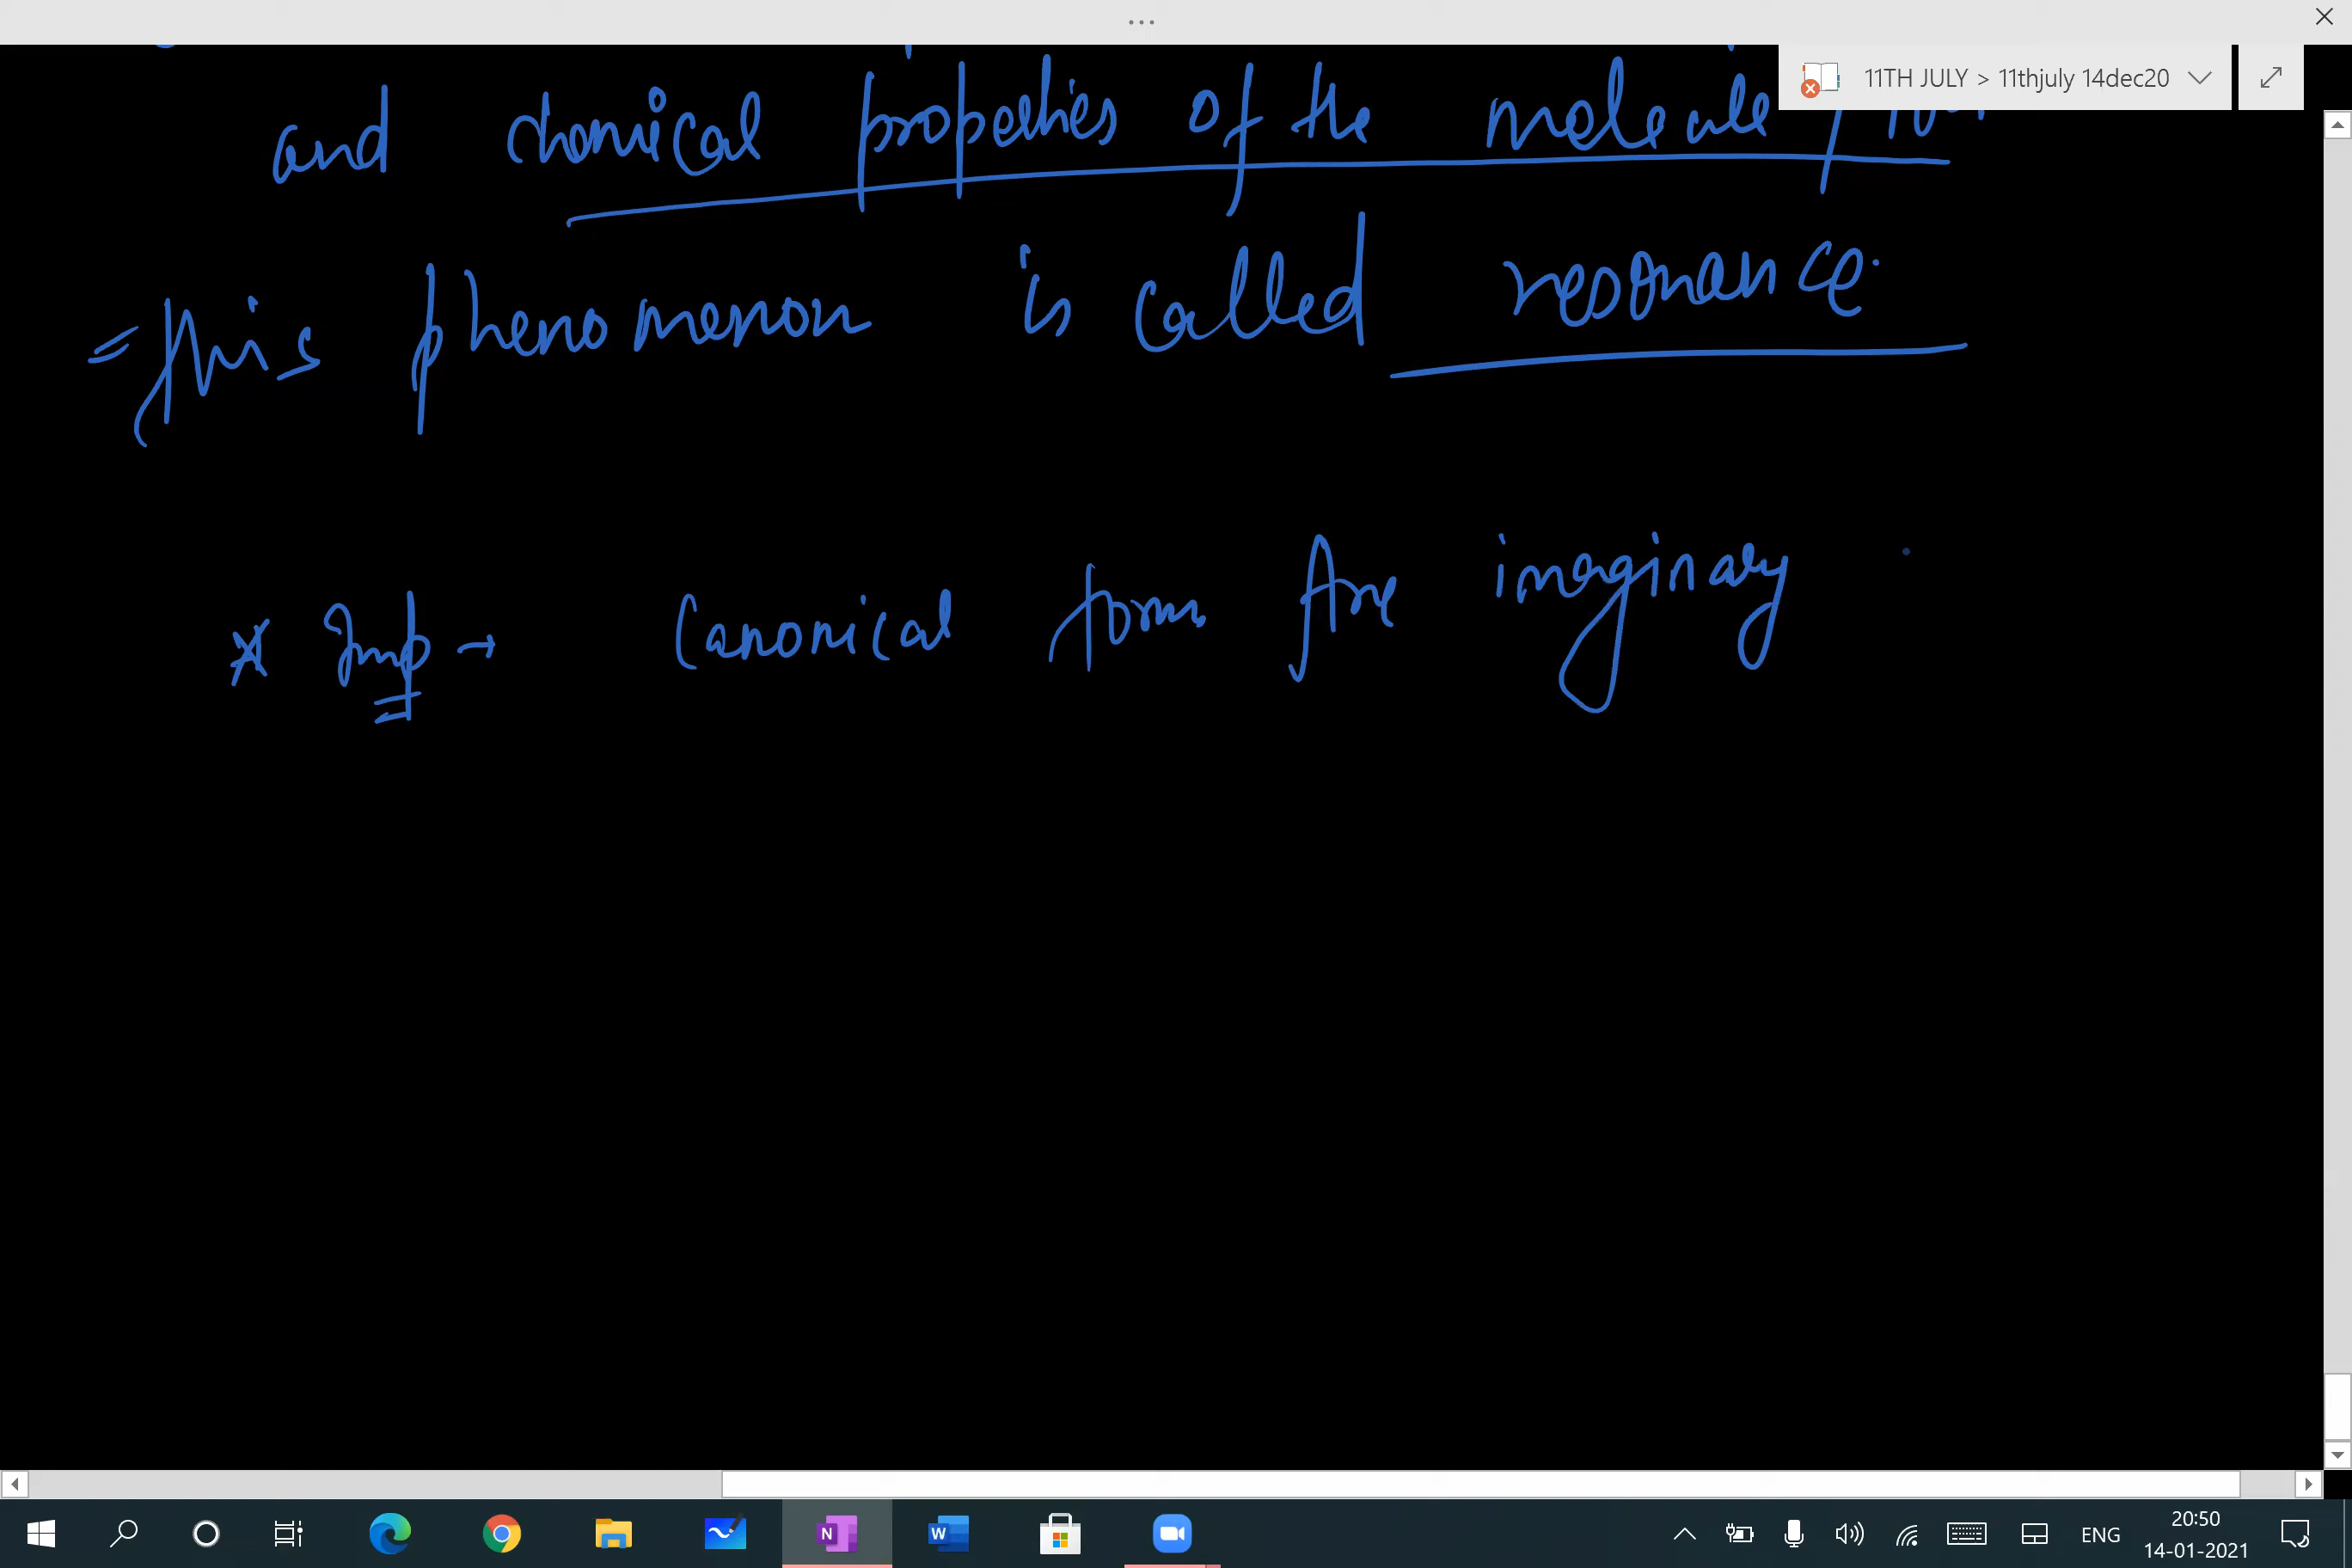 11TH JULY > 11thjuly 14dec20
and chemical properties of the molecule,
This phenomenon is called resonance.
* Imp → Canonical forms Are imaginary
ENG
20:50
14-01-2021